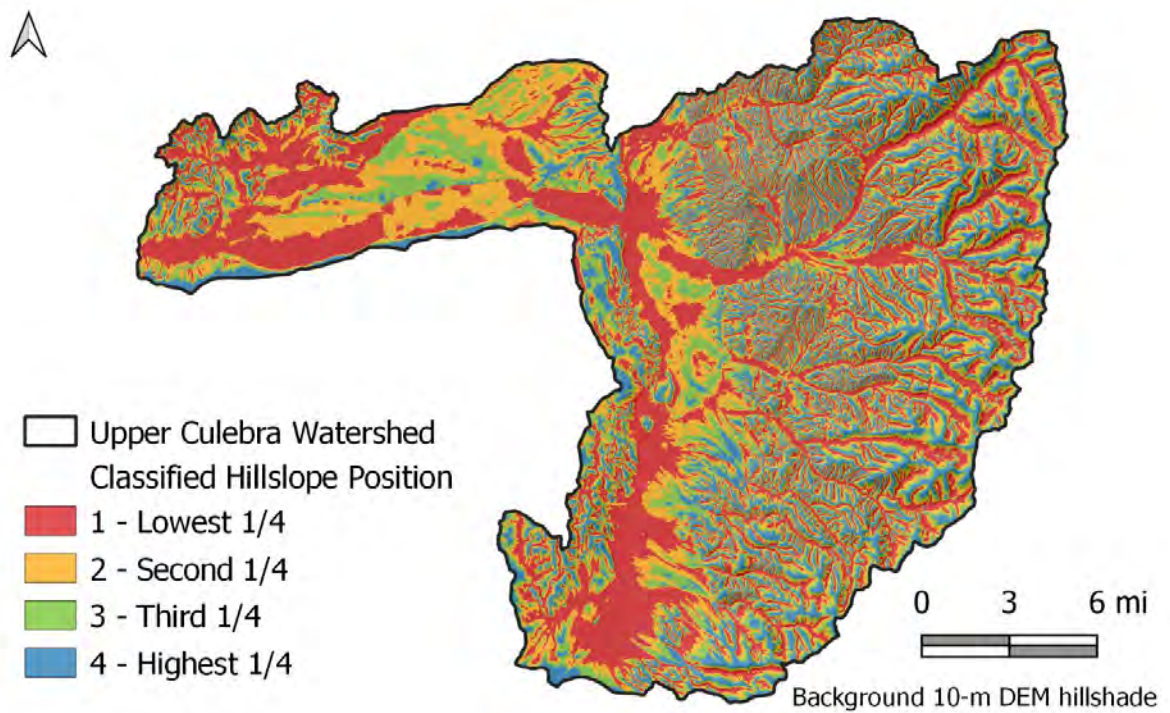 Upper Culebra Watershed
Classified Hillslope Position
1 - Lowest 1/4
2 - Second 1/4
3 - Third 1/4
4 - Highest 1/4
0 3 6 mi
Background 10-m DEM hillshade